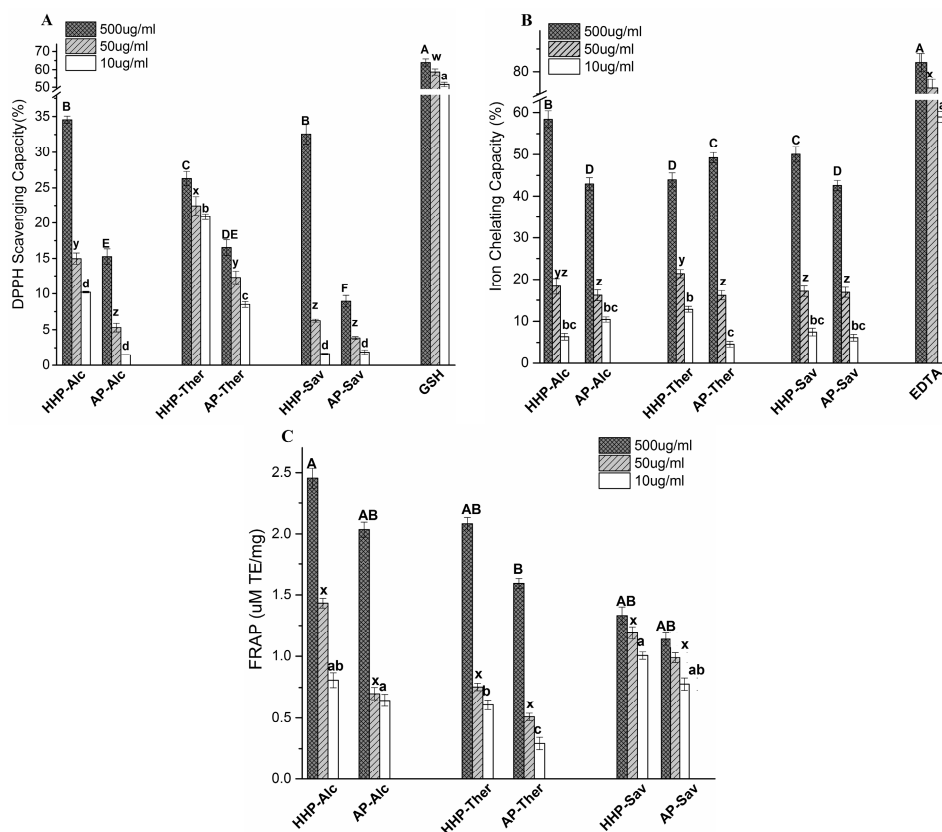 A
500ug/ml
50ug/ml
10ug/ml
DPPH Scavenging Capacity(%)
70
65
60
55
50
35
30
25
20
15
10
5
0
B
y
d
E
z
d
C
x
b
DE
y
c
B
z
d
F
z
d
A
w
a
HHP-Alc
AP-Alc
HHP-Ther
AP-Ther
HHP-Sav
AP-Sav
GSH
B
500ug/ml
50ug/ml
10ug/ml
Iron Chelating Capacity (%)
80
60
50
40
30
20
10
0
B
yz
bc
D
z
bc
D
y
b
C
z
c
C
z
bc
D
z
bc
A
x
a
HHP-Alc
AP-Alc
HHP-Ther
AP-Ther
HHP-Sav
AP-Sav
EDTA
C
500ug/ml
50ug/ml
10ug/ml
FRAP (uM TE/mg)
2.5
2.0
1.5
1.0
0.5
0.0
A
x
ab
AB
x
a
AB
x
b
B
x
c
AB
x
a
AB
x
ab
HHP-Alc
AP-Alc
HHP-Ther
AP-Ther
HHP-Sav
AP-Sav